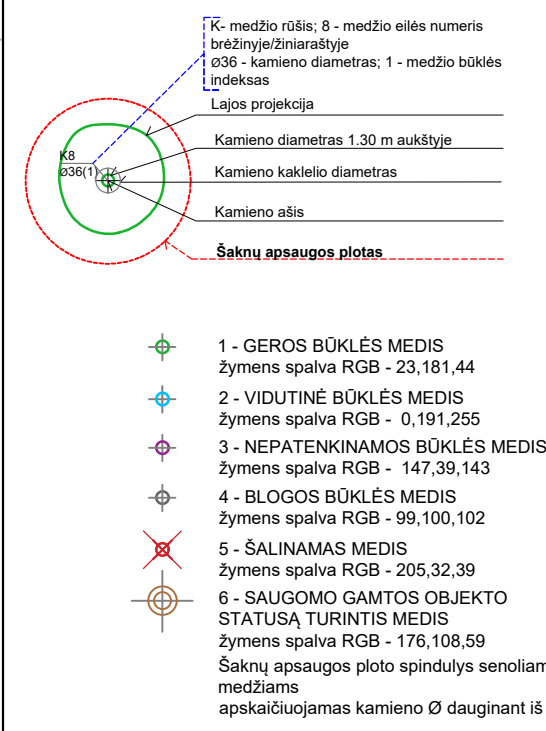 K- medžio rūšis; 8 - medžio eilės numeris
brėžinyje/žiniaraštyje
ø36 - kamieno diametras; 1 - medžio būklės
indeksas
Lajos projekcija
Kamieno diametras 1.30 m aukštyje
K8
ø36(1)
Kamieno kaklelio diametras
Kamieno ašis
Šaknų apsaugos plotas
1 - GEROS BŪKLĖS MEDIS
žymens spalva RGB - 23,181,44
2 - VIDUTINĖ BŪKLĖS MEDIS
žymens spalva RGB - 0,191,255
3 - NEPATENKINAMOS BŪKLĖS MEDIS
žymens spalva RGB - 147,39,143
4 - BLOGOS BŪKLĖS MEDIS
žymens spalva RGB - 99,100,102
5 - ŠALINAMAS MEDIS
žymens spalva RGB - 205,32,39
6 - SAUGOMO GAMTOS OBJEKTO
STATUSĄ TURINTIS MEDIS
žymens spalva RGB - 176,108,59
Šaknų apsaugos ploto spindulys senoliam
medžiams
apskaičiuojamas kamieno Ø dauginant iš